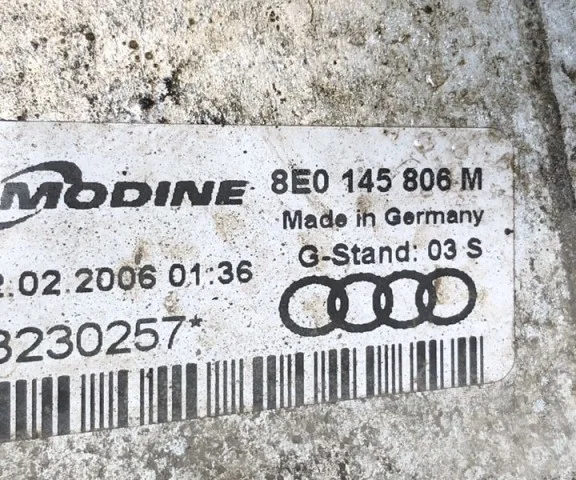 MODINE 8E0 145 806 M
Made in Germany
G-Stand: 03 S
2.02.2006 01:36
3230257*